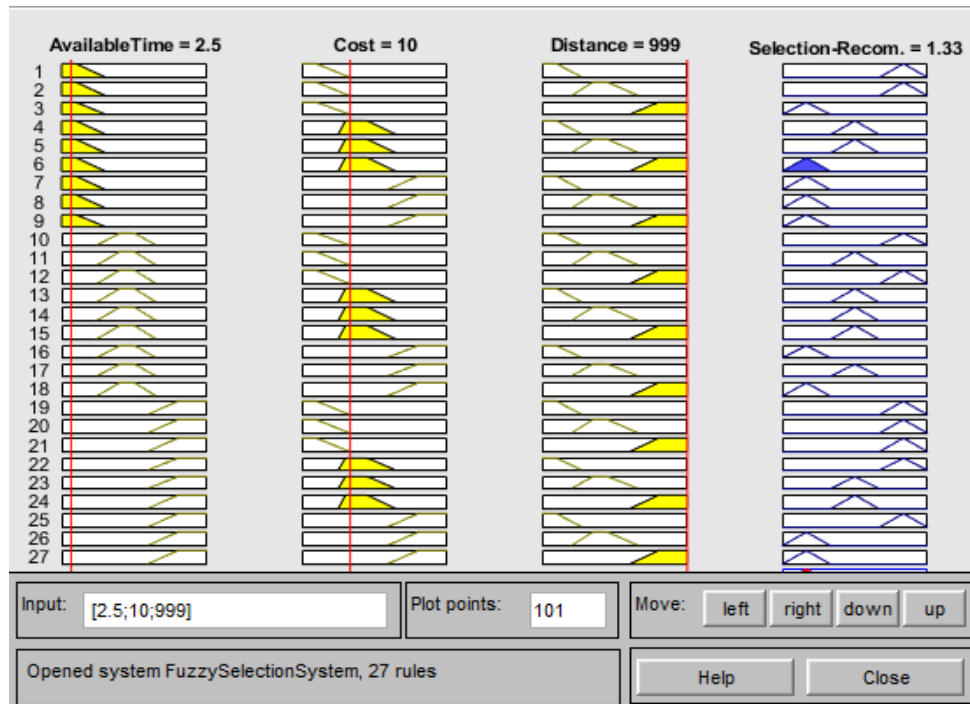 AvailableTime = 2.5
Cost = 10
Distance = 999
Selection-Recom. = 1.33
1
2
3
4
5
6
7
8
9
10
11
12
13
14
15
16
17
18
19
20
21
22
23
24
25
26
27
Input: [2.5;10;999]
Plot points: 101
Move: left right down up
Opened system FuzzySelectionSystem, 27 rules
Help
Close